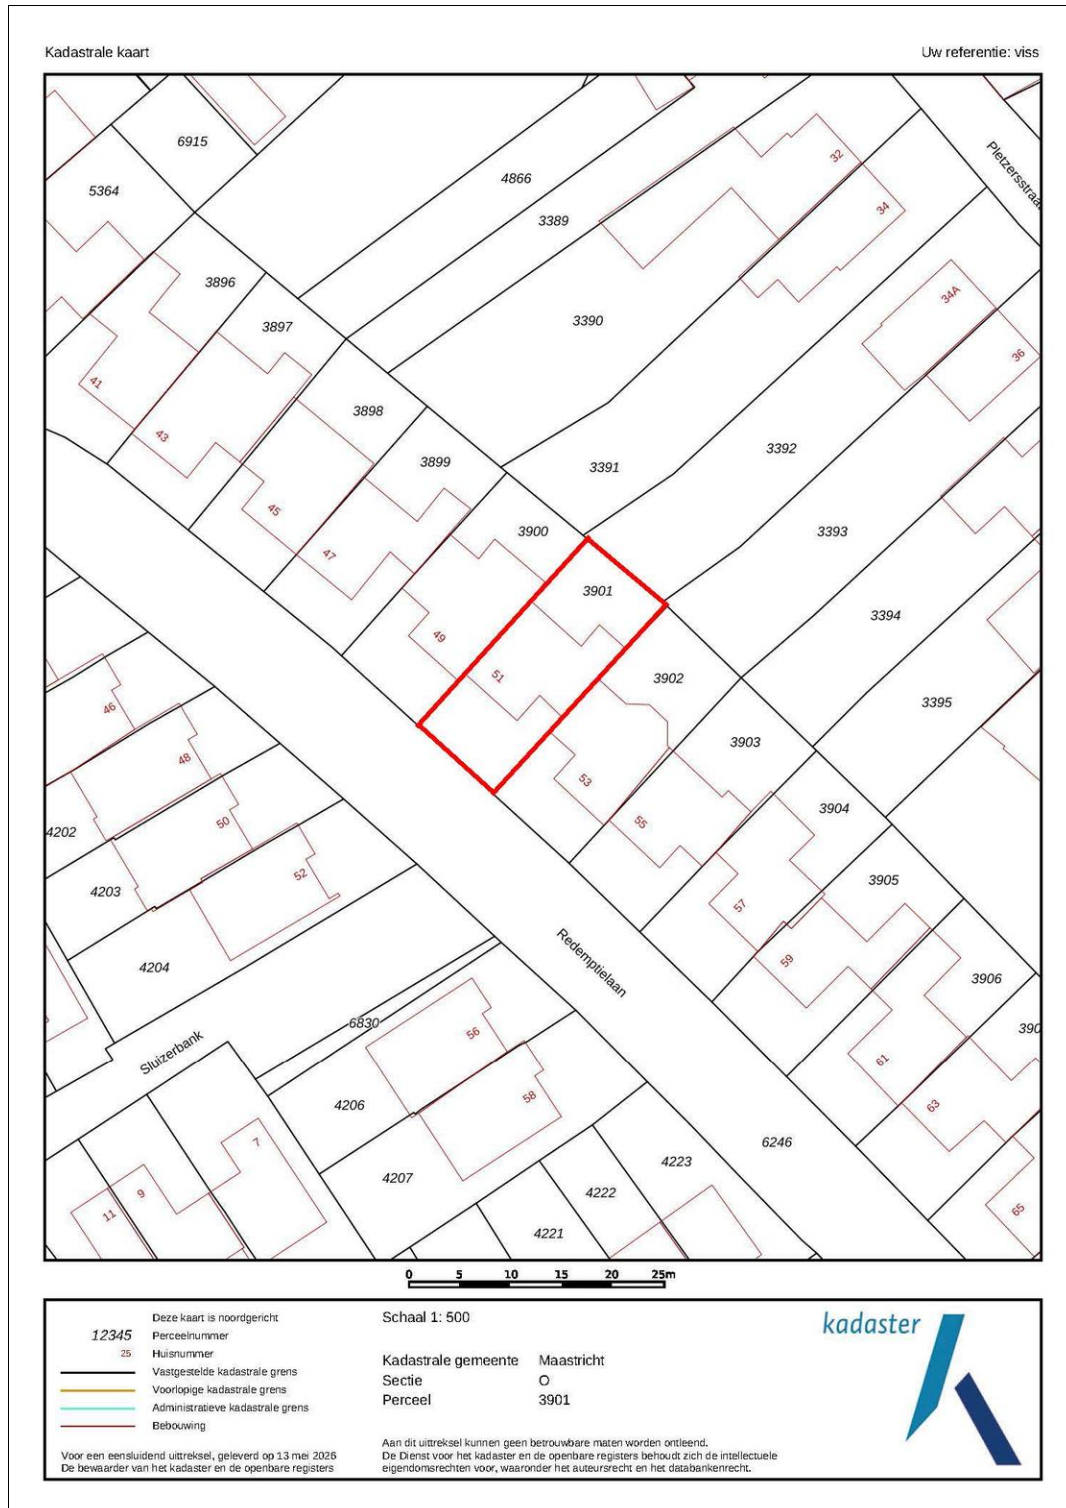 Kadastrale kaart
Uw referentie: viss
6915
5364
4866
3389
32
34
Pletzersstraat
3896
3897
3390
34A
36
41
43
3898
3899
3391
3392
45
47
3900
3393
3901
3394
49
51
3902
3395
46
48
3903
53
50
55
3904
4202
4203
52
57
3905
4204
59
Redemptielaan
3906
390
6830
56
61
Sluizerbank
4206
58
63
7
6246
4207
4223
9
4222
11
4221
65
0 5 10 15 20 25m
Deze kaart is noordgericht
12345 Perceelnummer
25 Huisnummer
Vastgestelde kadastrale grens
Voorlopige kadastrale grens
Administratieve kadastrale grens
Bebouwing
Voor een eensluidend uittreksel, geleverd op 13 mei 2026
De bewaarder van het kadaster en de openbare registers
Schaal 1: 500
Kadastrale gemeente Maastricht
Sectie O
Perceel 3901
Aan dit uittreksel kunnen geen betrouwbare maten worden ontleend.
De Dienst voor het kadaster en de openbare registers behoudt zich de intellectuele
eigendomsrechten voor, waaronder het auteursrecht en het databankenrecht.
kadaster